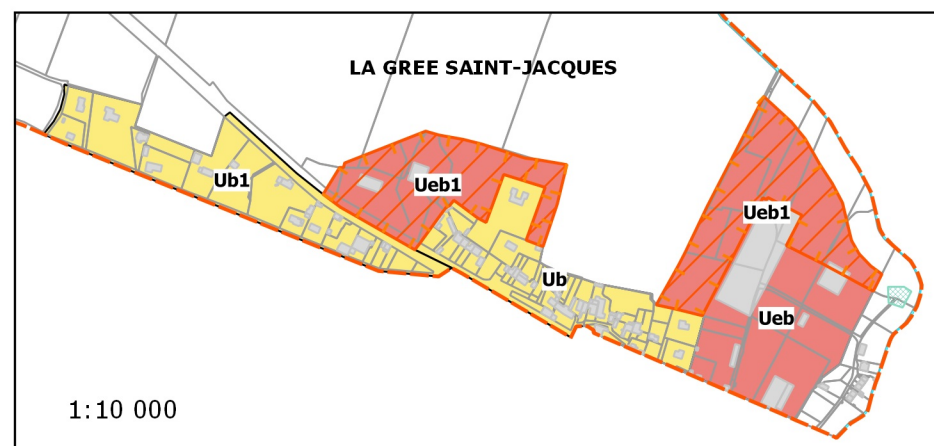 LA GREE SAINT-JACQUES
Ub1
Ueb1
Ueb1
Ub
Ueb
1:10 000